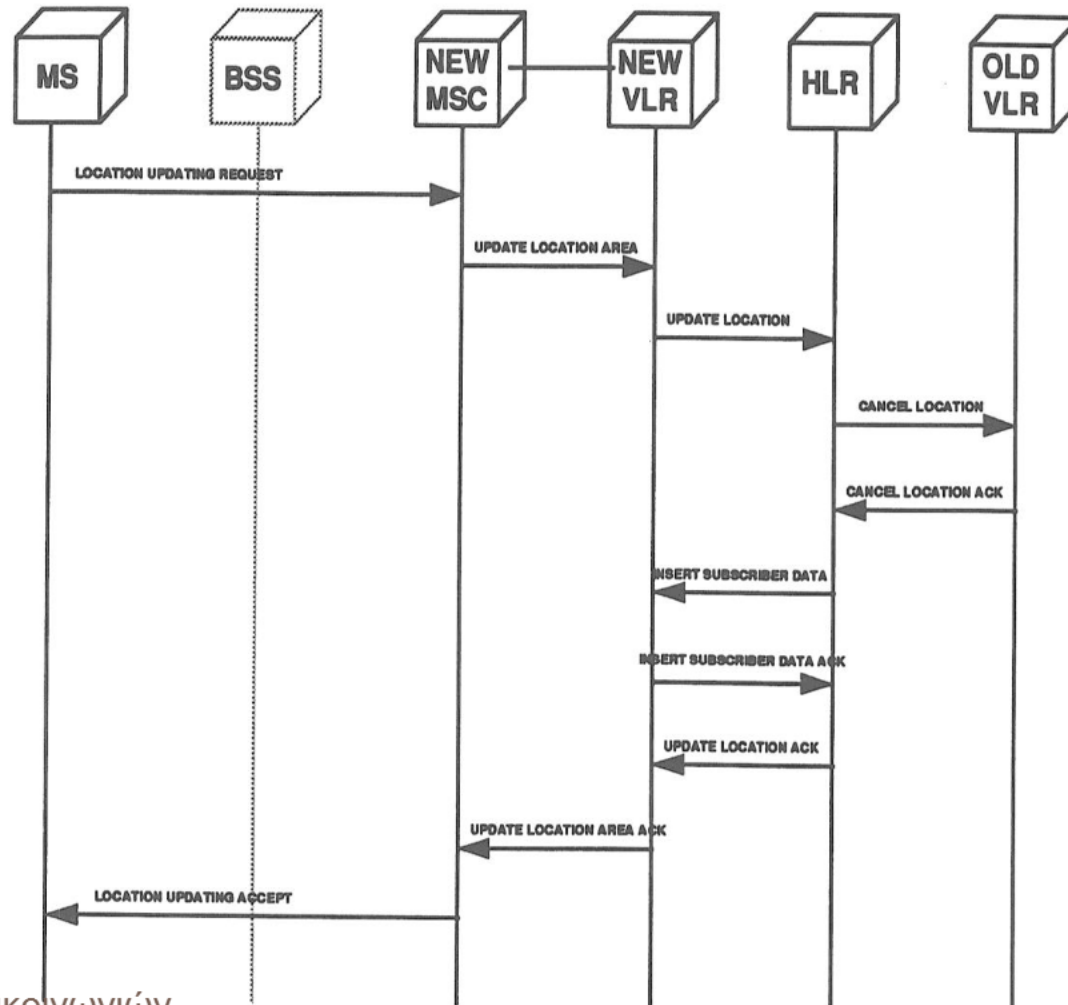 MS
BSS
NEW
MSC
NEW
VLR
HLR
OLD
VLR
LOCATION UPDATING REQUEST
UPDATE LOCATION AREA
UPDATE LOCATION
CANCEL LOCATION
CANCEL LOCATION ACK
INSERT SUBSCRIBER DATA
INSERT SUBSCRIBER DATA ACK
UPDATE LOCATION ACK
UPDATE LOCATION AREA ACK
LOCATION UPDATING ACCEPT